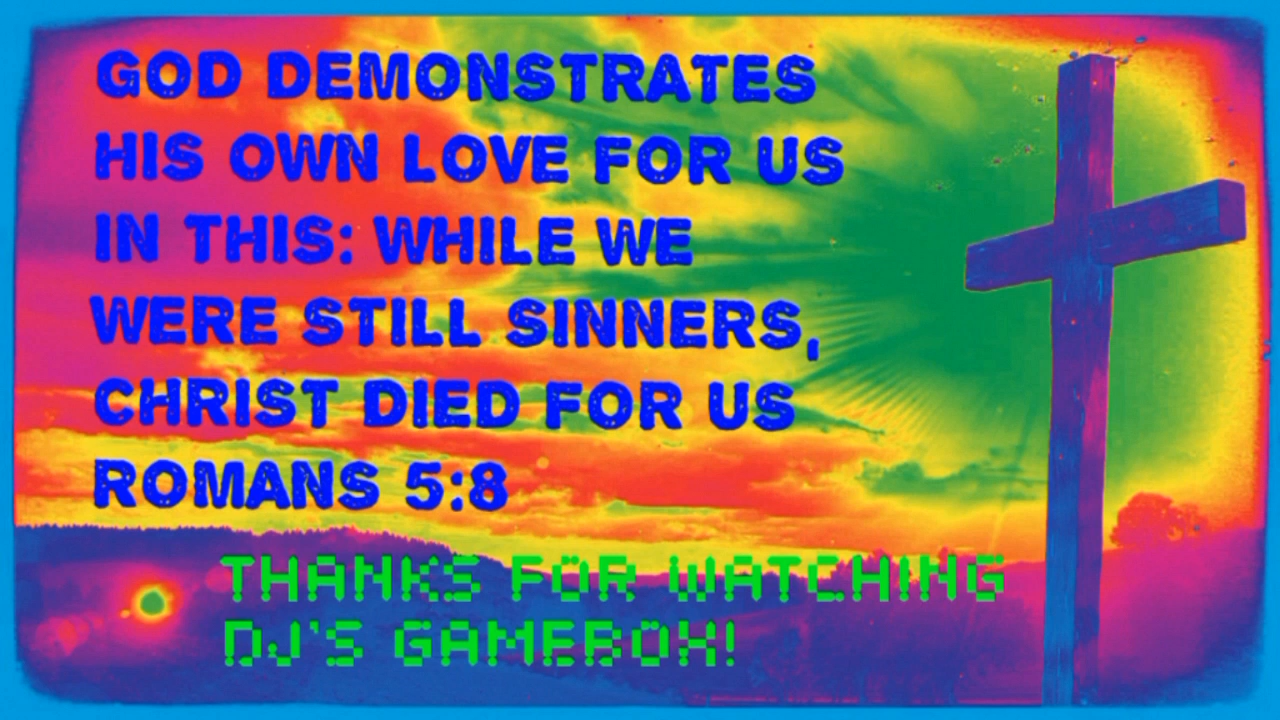 GOD DEMONSTRATES
HIS OWN LOVE FOR US
IN THIS: WHILE WE
WERE STILL SINNERS,
CHRIST DIED FOR US
ROMANS 5:8
THANKS FOR WATCHING
DJ'S GAMEBOX!